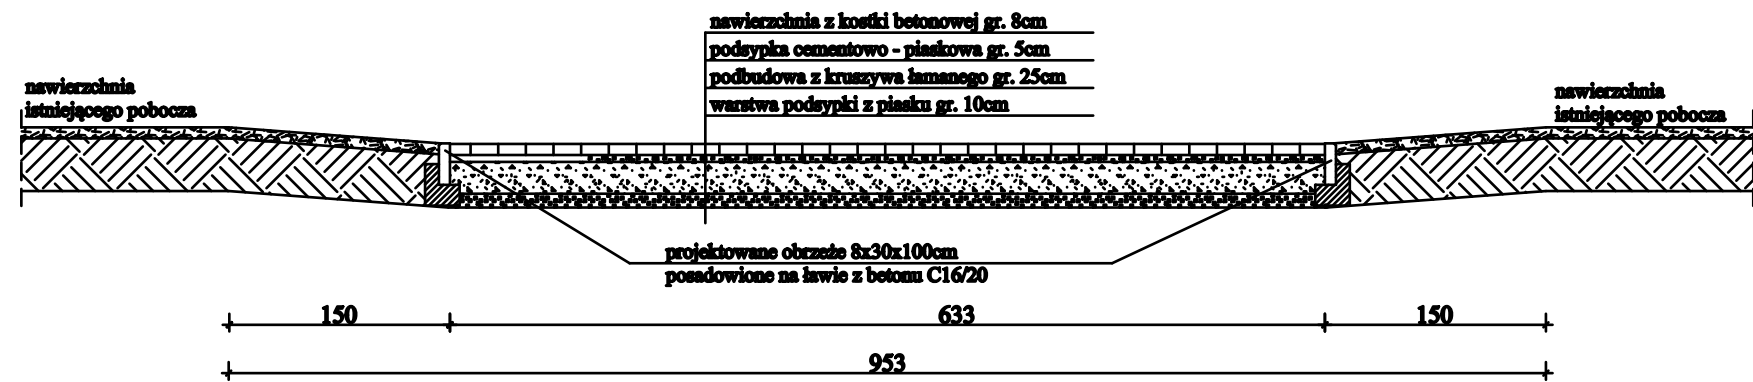 nawierzchnia z kostki betonowej gr. 8cm
podsypka cementowo - piaskowa gr. 5cm
podbudowa z kruszywa łamanego gr. 25cm
warstwa podsypki z piasku gr. 10cm
nawierzchnia
istniejącego pobocza
nawierzchnia
istniejącego pobocza
projektowane obrzeże 8x30x100cm
posadowione na ławie z betonu C16/20
150
633
150
953